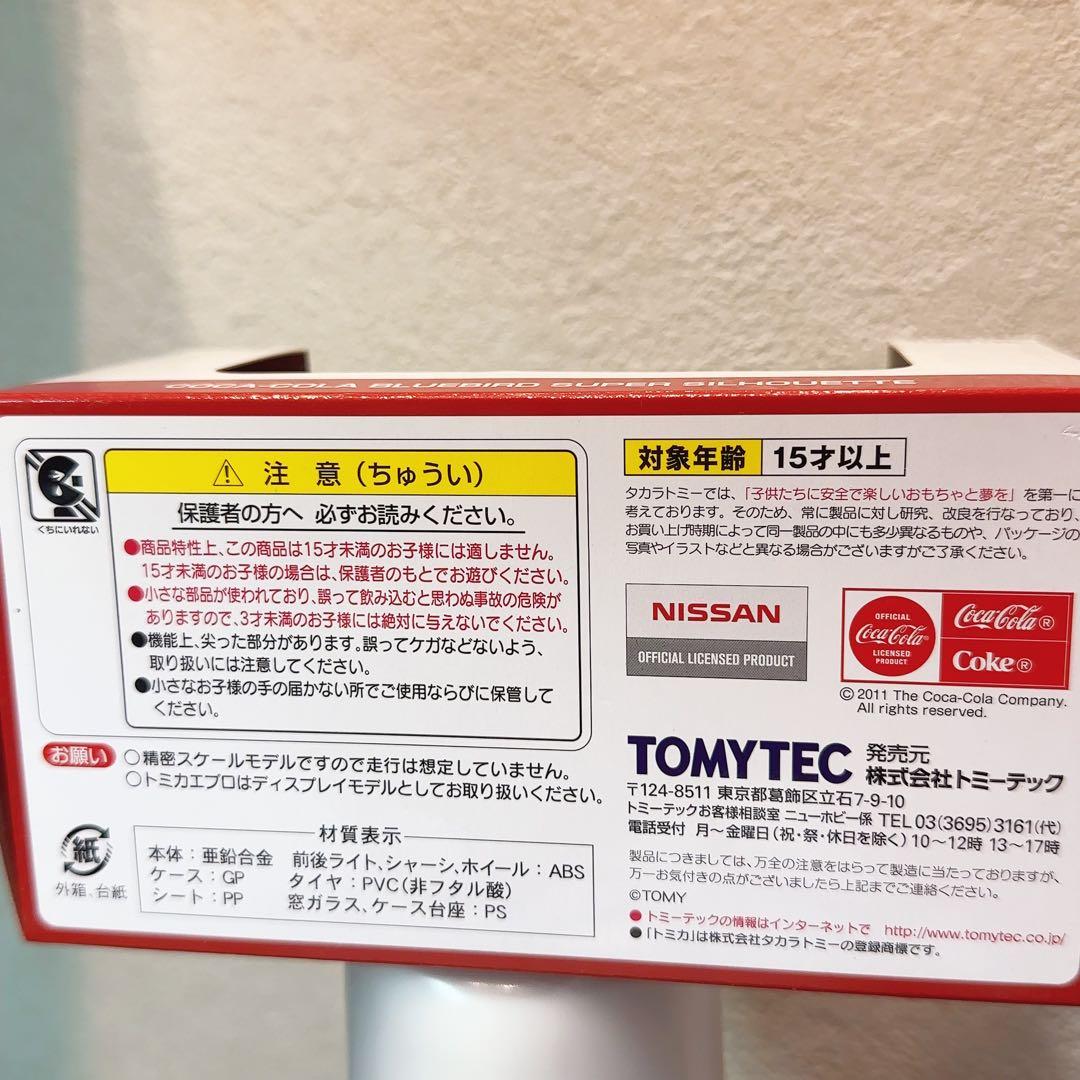 COCA-COLA BLUEBIRD SUPER SILHOUETTE
くちにいれない
⚠ 注 意 (ちゅうい)
保護者の方へ 必ずお読みください。
●商品特性上、この商品は15才未満のお子様には適しません。
15才未満のお子様の場合は、保護者のもとでお遊びください。
●小さな部品が使われており、誤って飲み込むと思わぬ事故の危険が
ありますので、3才未満のお子様には絶対に与えないでください。
●機能上、尖った部分があります。誤ってケガなどないよう、
取り扱いには注意してください。
●小さなお子様の手の届かない所でご使用ならびに保管して
ください。
お願い
○精密スケールモデルですので走行は想定していません。
○トミカエブロはディスプレイモデルとしてお取り扱いください。
紙
外箱、台紙
材質表示
本体：亜鉛合金 前後ライト、シャーシ、ホイール：ABS
ケース：GP タイヤ：PVC(非フタル酸)
シート：PP 窓ガラス、ケース台座：PS
対象年齢 15才以上
タカラトミーでは、「子供たちに安全で楽しいおもちゃと夢を」を第一に
考えております。そのため、常に製品に対し研究、改良を行なっており、
お買い上げ時期によって同一製品の中にも多少異なるものや、パッケージの
写真やイラストなどと異なる場合がございますがご了承ください。
NISSAN
OFFICIAL LICENSED PRODUCT
OFFICIAL
Coca-Cola®
LICENSED
PRODUCT
Coca-Cola®
Coke®
© 2011 The Coca-Cola Company.
All rights reserved.
TOMYTEC 発売元
株式会社トミーテック
〒124-8511 東京都葛飾区立石7-9-10
トミーテックお客様相談室 ニューホビー係 TEL 03(3695)3161(代)
電話受付 月〜金曜日(祝・祭・休日を除く) 10〜12時 13〜17時
製品につきましては、万全の注意をはらって製造に当たっておりますが、
万一お気付きの点がございましたら上記までご連絡ください。
©TOMY
●トミーテックの情報はインターネットで http://www.tomytec.co.jp/
●「トミカ」は株式会社タカラトミーの登録商標です。